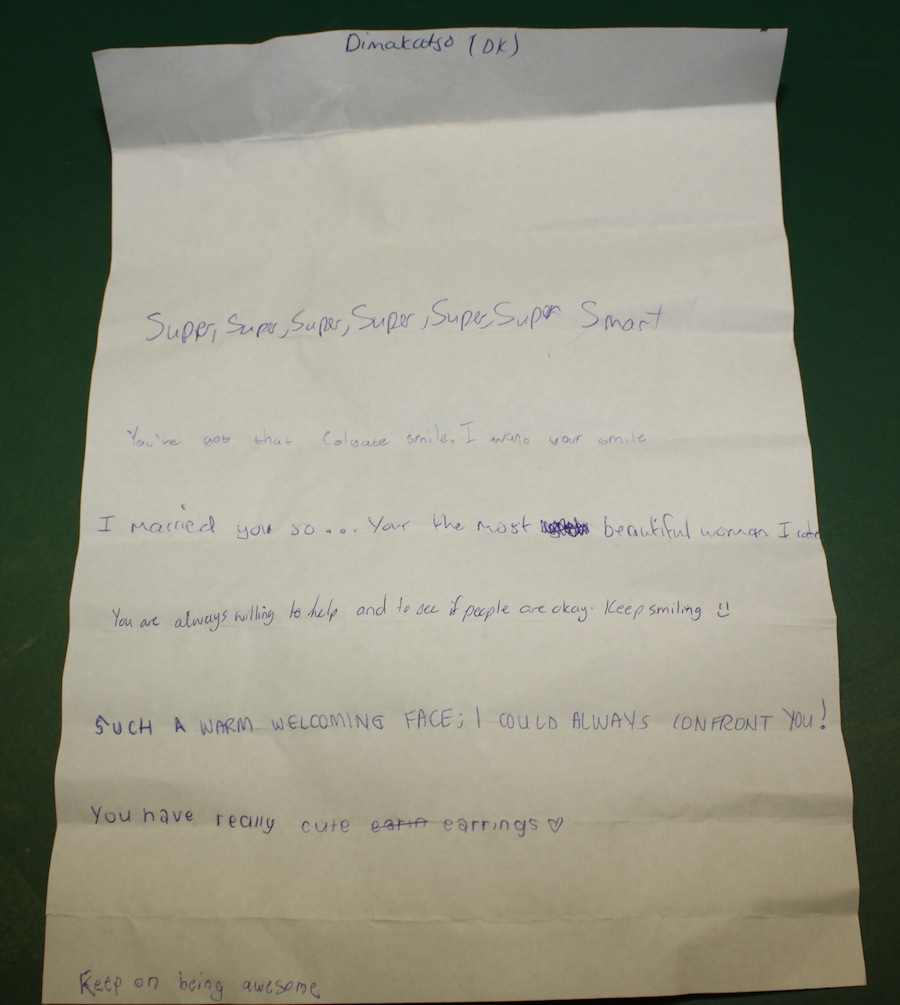 Dimakatso (DK)
Super, Super, Super, Super, Super, Super Smart
You've got that Colgate smile. I want your smile
I married you so... Your the most beautiful woman I rate
You are always willing to help and to see if people are okay. Keep smiling :)
SUCH A WARM WELCOMING FACE; I COULD ALWAYS CONFRONT YOU!
You have really cute earin earrings ♡
Keep on being awesome